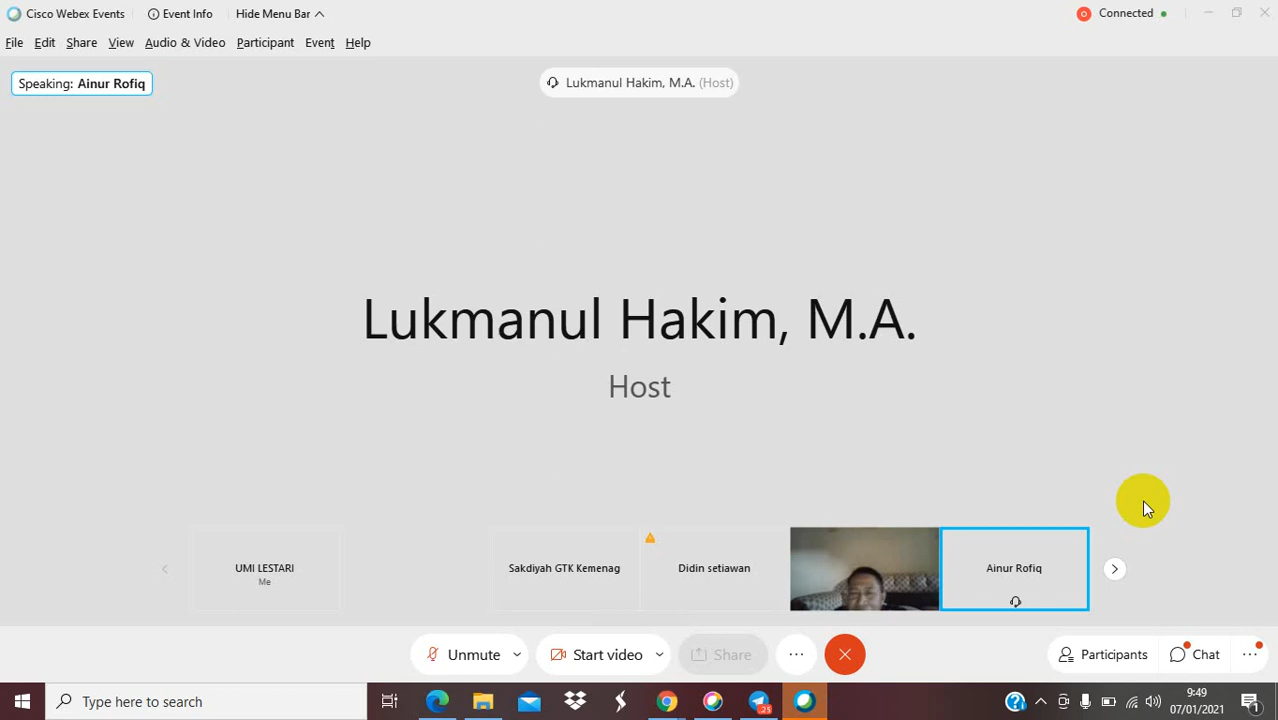 Cisco Webex Events
Event Info
Hide Menu Bar
Connected
File Edit Share View Audio & Video Participant Event Help
Speaking: Ainur Rofiq
Lukmanul Hakim, M.A. (Host)
Lukmanul Hakim, M.A.
Host
UMI LESTARI
Me
Sakdiyah GTK Kemenag
Didin setiawan
Ainur Rofiq
Unmute
Start video
Share
Participants
Chat
Type here to search
25
9:49
07/01/2021
1